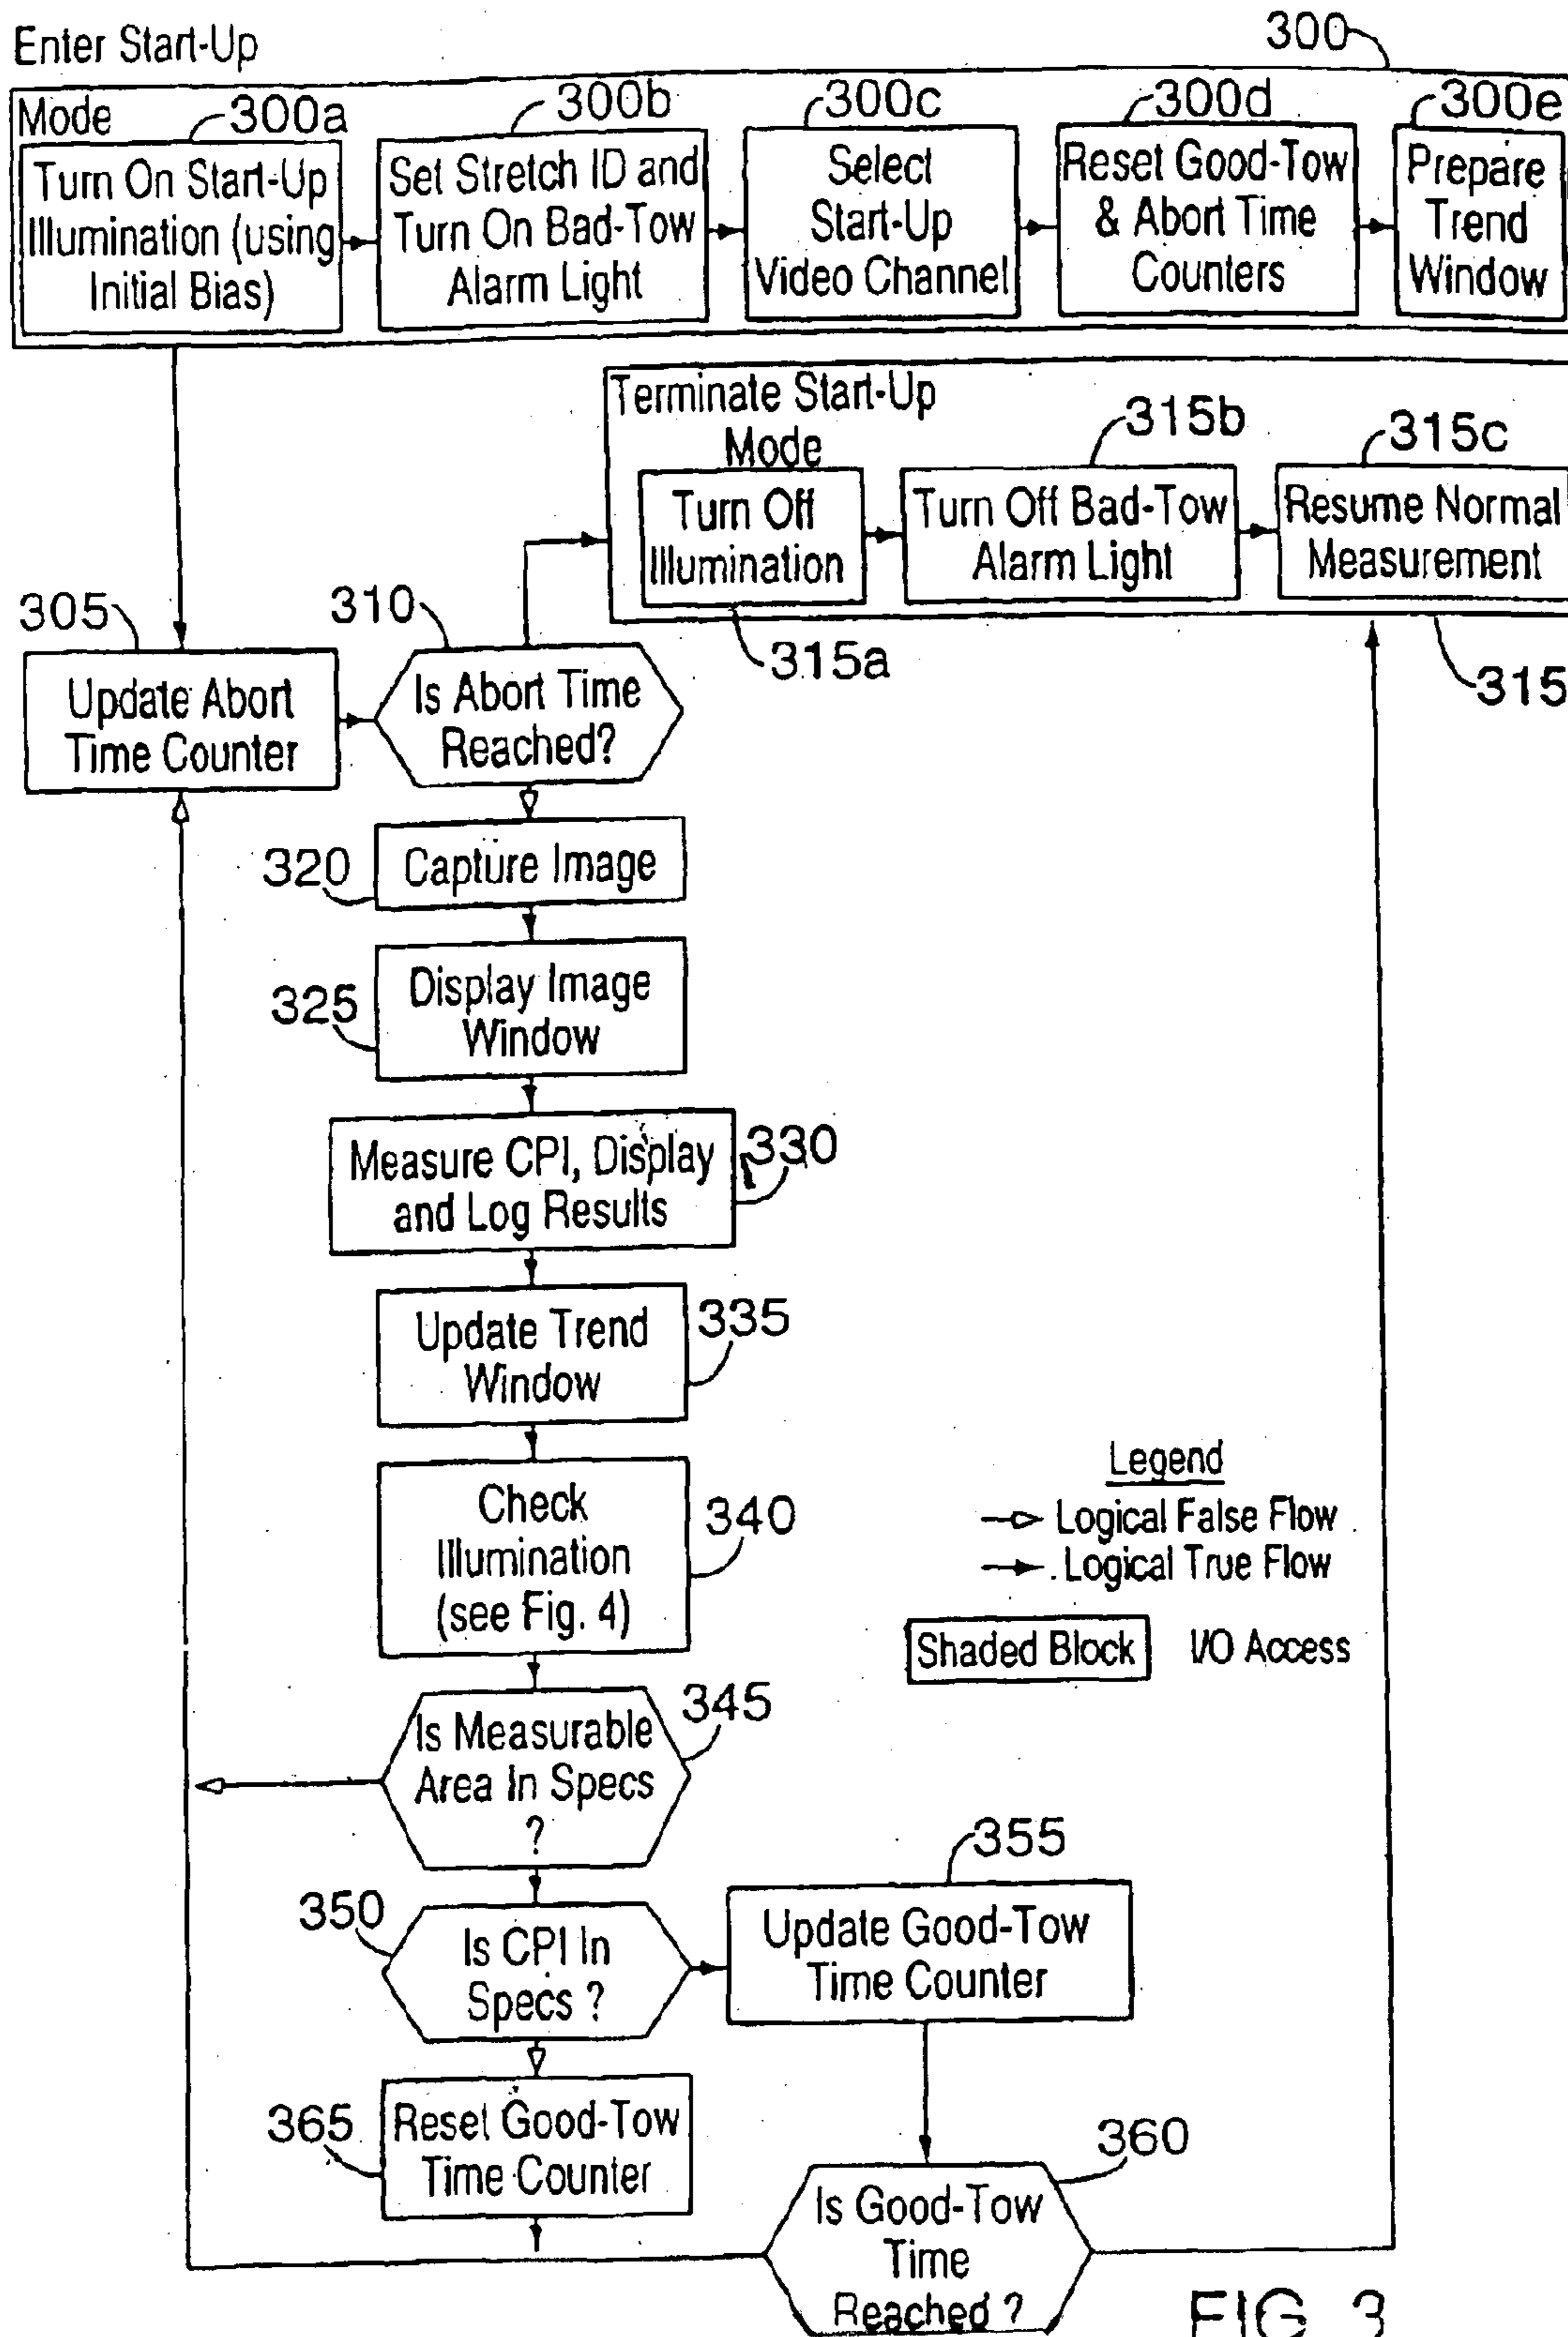 Enter Start-Up
300
Mode
300a
300b
300c
300d
300e
Turn On Start-Up
Illumination (using
Initial Bias)
Set Stretch ID and
Turn On Bad-Tow
Alarm Light
Select
Start-Up
Video Channel
Reset Good-Tow
& Abort Time
Counters
Prepare
Trend
Window
Terminate Start-Up
Mode
315b
315c
Turn Off
Illumination
Turn Off Bad-Tow
Alarm Light
Resume Normal
Measurement
315a
315
305
310
Update Abort
Time Counter
Is Abort Time
Reached?
320
Capture Image
325
Display Image
Window
Measure CPI, Display
and Log Results
330
Update Trend
Window
335
Check
Illumination
(see Fig. 4)
340
Legend
Logical False Flow
Logical True Flow
Shaded Block I/O Access
Is Measurable
Area In Specs
?
345
350
Is CPI In
Specs ?
355
Update Good-Tow
Time Counter
365
Reset Good-Tow
Time Counter
360
Is Good-Tow
Time
Reached ?
FIG. 3